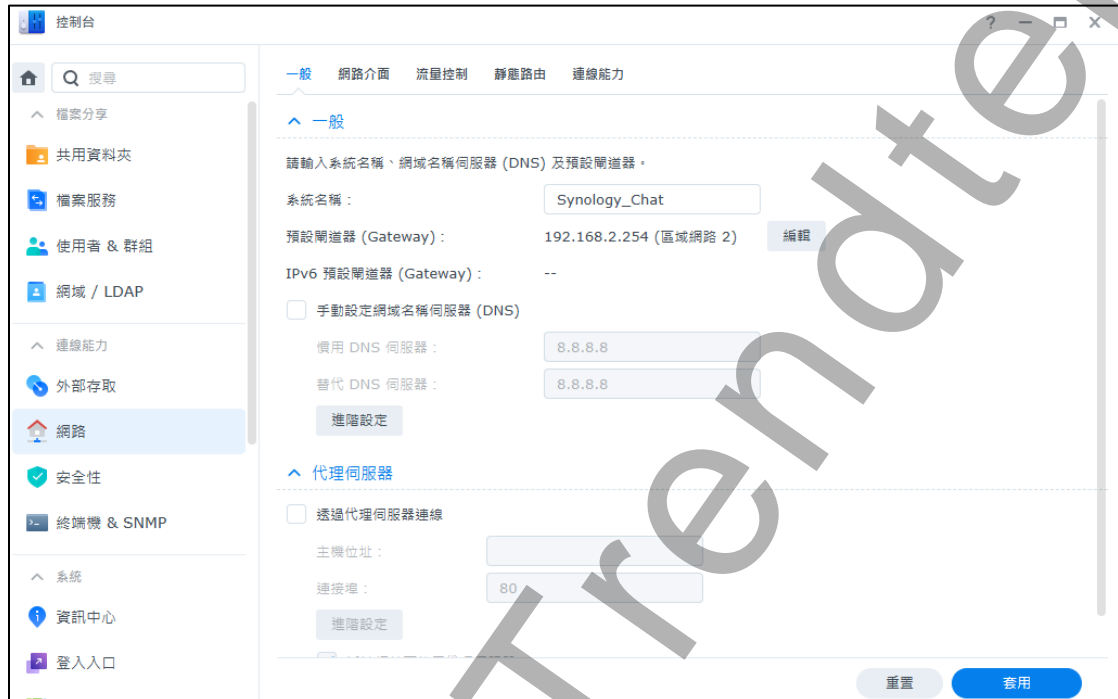 控制台
搜尋
檔案分享
共用資料夾
檔案服務
使用者 & 群組
網域 / LDAP
連線能力
外部存取
網路
安全性
終端機 & SNMP
系統
資訊中心
登入入口
一般 網路介面 流量控制 靜態路由 連線能力
一般
請輸入系統名稱、網域名稱伺服器 (DNS) 及預設閘道器。
系統名稱： Synology_Chat
預設閘道器 (Gateway)： 192.168.2.254 (區域網路 2) 編輯
IPv6 預設閘道器 (Gateway)： --
手動設定網域名稱伺服器 (DNS)
慣用 DNS 伺服器： 8.8.8.8
替代 DNS 伺服器： 8.8.8.8
進階設定
代理伺服器
透過代理伺服器連線
主機位址：
連接埠： 80
進階設定
重置 套用
Trendte